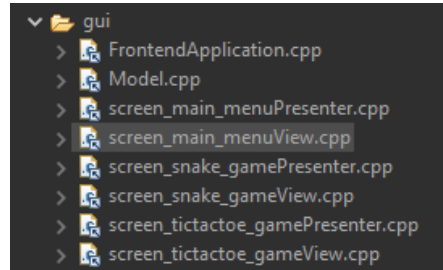 gui
FrontendApplication.cpp
Model.cpp
screen_main_menuPresenter.cpp
screen_main_menuView.cpp
screen_snake_gamePresenter.cpp
screen_snake_gameView.cpp
screen_tictactoe_gamePresenter.cpp
screen_tictactoe_gameView.cpp